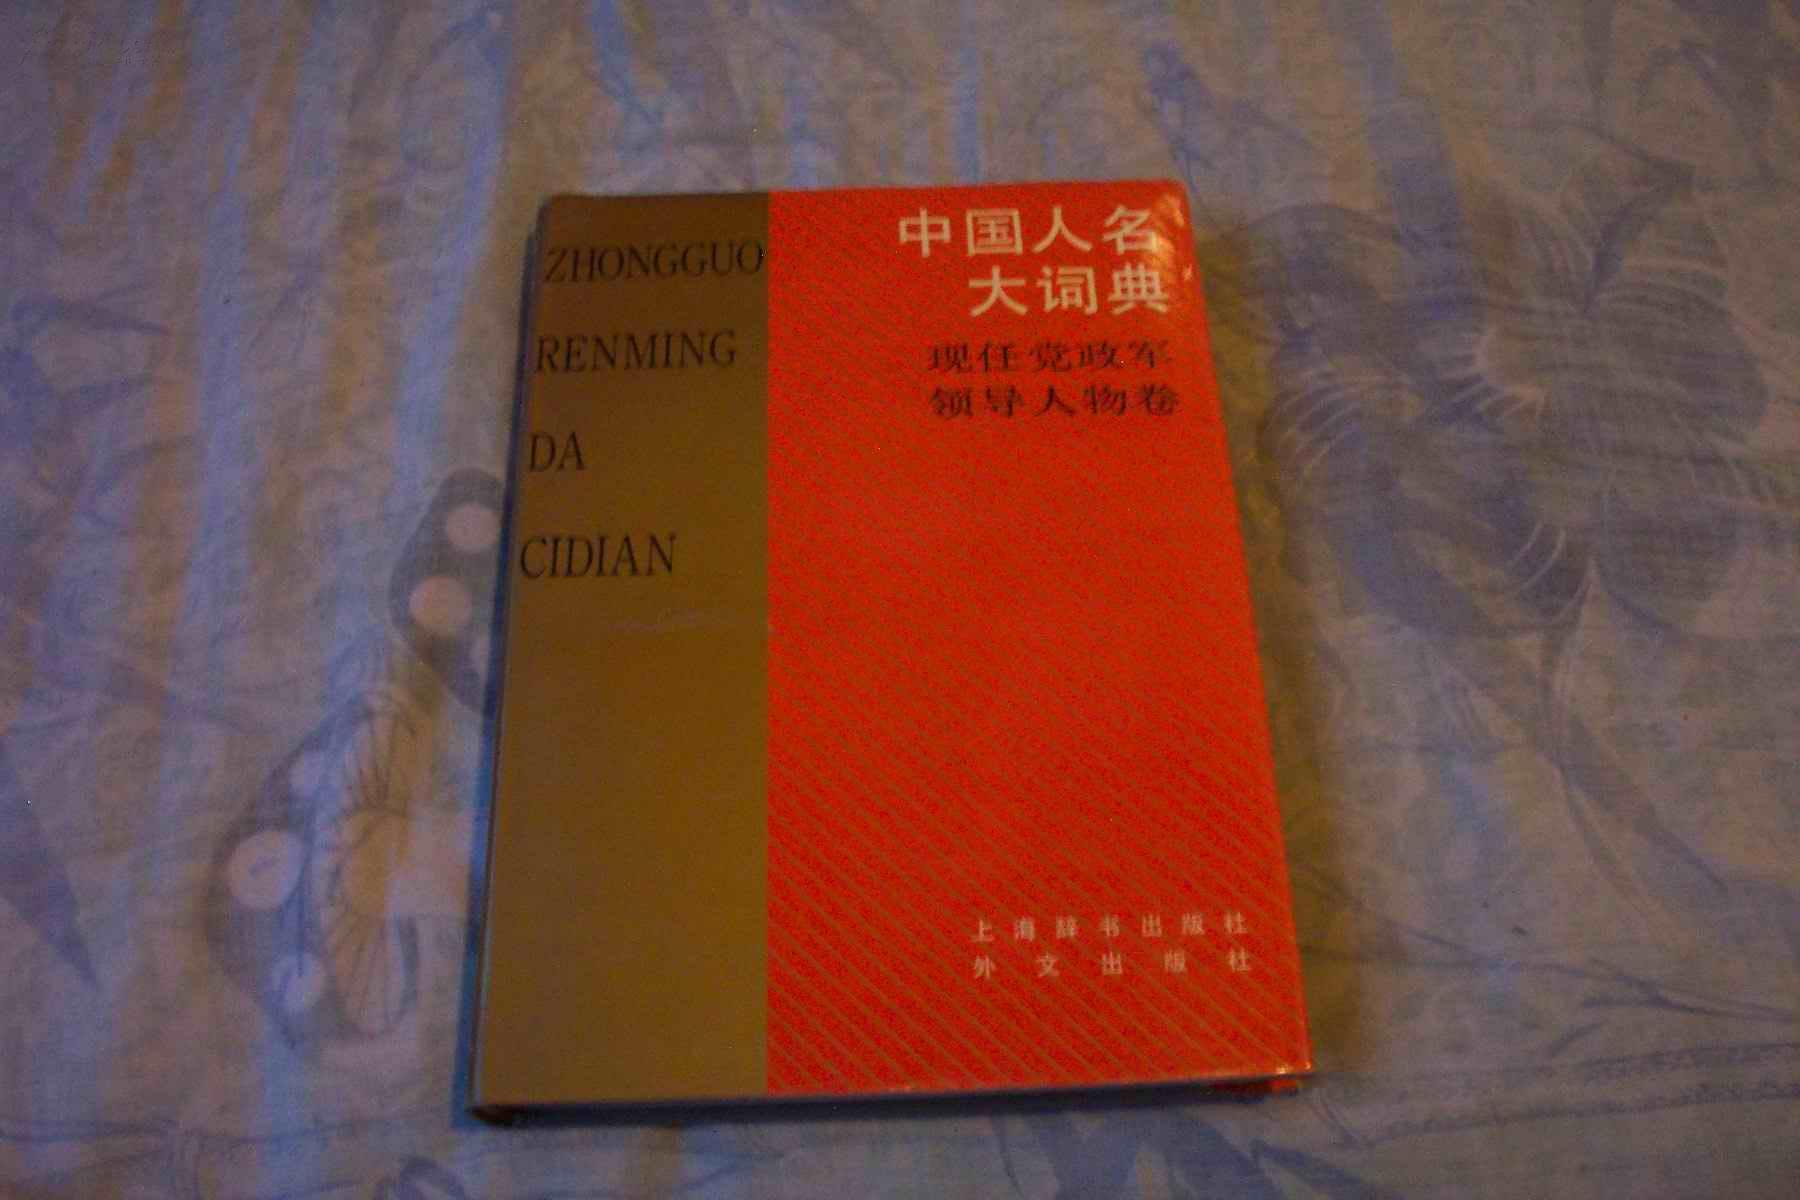 ZHONGGUO
RENMING
DA
CIDIAN
中国人名
大词典
现任党政军
领导人物卷
上海辞书出版社
外文出版社